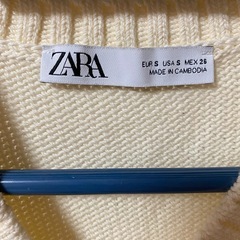 ZARA
EUR S USA S MEX 26
MADE IN CAMBODIA